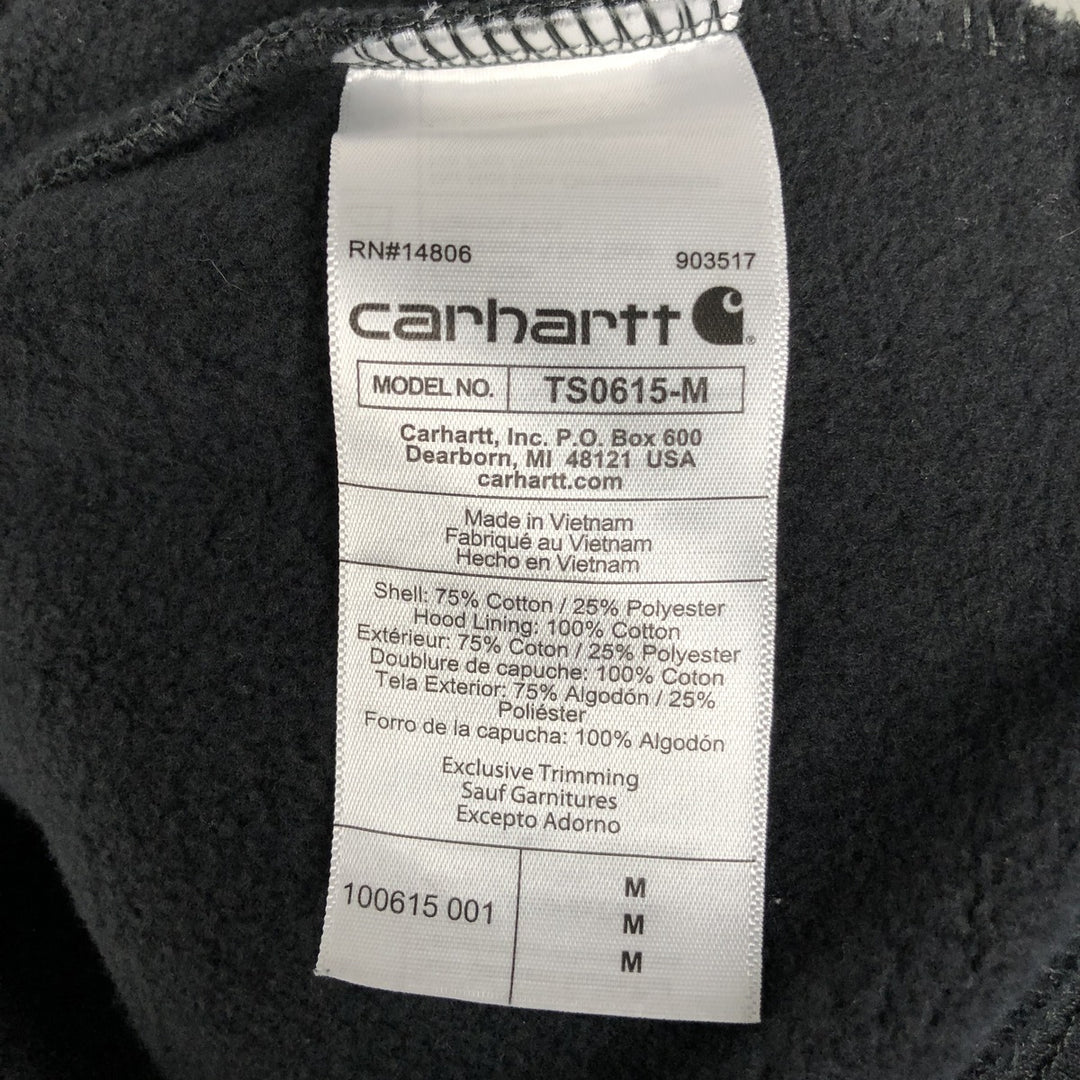 RN#14806 903517
carhartt
MODEL NO. TS0615-M
Carhartt, Inc. P.O. Box 600
Dearborn, MI 48121 USA
carhartt.com
Made in Vietnam
Fabriqué au Vietnam
Hecho en Vietnam
Shell: 75% Cotton / 25% Polyester
Hood Lining: 100% Cotton
Extérieur: 75% Coton / 25% Polyester
Doublure de capuche: 100% Coton
Tela Exterior: 75% Algodón / 25%
Poliéster
Forro de la capucha: 100% Algodón
Exclusive Trimming
Sauf Garnitures
Excepto Adorno
100615 001
M
M
M